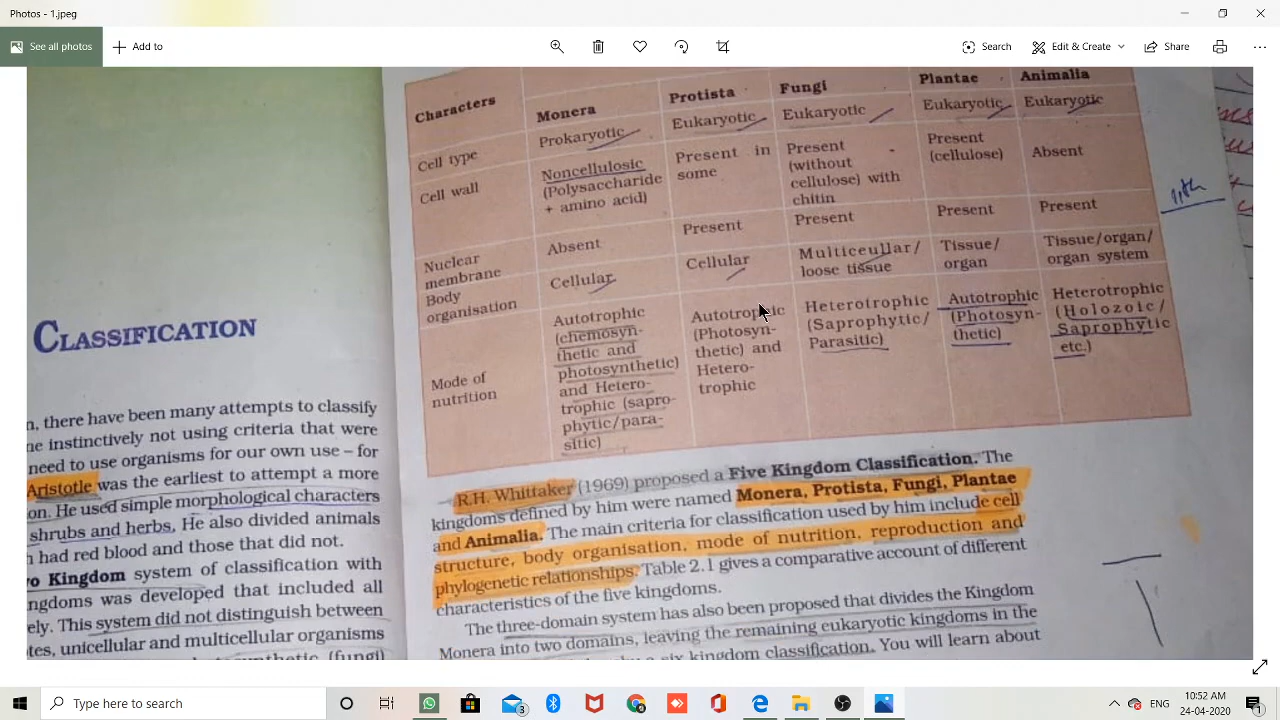 Photos - 1.jpeg
See all photos
Add to
Search
Edit & Create
Share
Characters
Monera
Protista
Fungi
Plantae
Animalia
Cell type
Prokaryotic
Eukaryotic
Eukaryotic
Eukaryotic
Eukaryotic
Cell wall
Noncellulosic
(Polysaccharide
+ amino acid)
Present in
some
Present
(without
cellulose) with
chitin
Present
(cellulose)
Absent
Nuclear
membrane
Absent
Present
Present
Present
Present
Body
organisation
Cellular
Cellular
Multiceullar/
loose tissue
Tissue/
organ
Tissue/organ/
organ system
Mode of
nutrition
Autotrophic
(chemosyn-
thetic and
photosynthetic)
and Hetero-
trophic (sapro-
phytic/para-
sitic)
Autotrophic
(Photosyn-
thetic) and
Hetero-
trophic
Heterotrophic
(Saprophytic/
Parasitic)
Autotrophic
(Photosyn-
thetic)
Heterotrophic
(Holozoic/
Saprophytic
etc.)
11th
CLASSIFICATION
n, there have been many attempts to classify
ne instinctively not using criteria that were
need to use organisms for our own use – for
Aristotle was the earliest to attempt a more
on. He used simple morphological characters
shrubs and herbs. He also divided animals
h had red blood and those that did not.
o Kingdom system of classification with
ngdoms was developed that included all
ely. This system did not distinguish between
tes, unicellular and multicellular organisms
(fungi)
R.H. Whittaker (1969) proposed a Five Kingdom Classification. The
kingdoms defined by him were named Monera, Protista, Fungi, Plantae
and Animalia. The main criteria for classification used by him include cell
structure, body organisation, mode of nutrition, reproduction and
phylogenetic relationships. Table 2.1 gives a comparative account of different
characteristics of the five kingdoms.
The three-domain system has also been proposed that divides the Kingdom
Monera into two domains, leaving the remaining eukaryotic kingdoms in the
a six kingdom classification. You will learn about
Type here to search
3
ENG
10:52 AM
24-04-2020
1